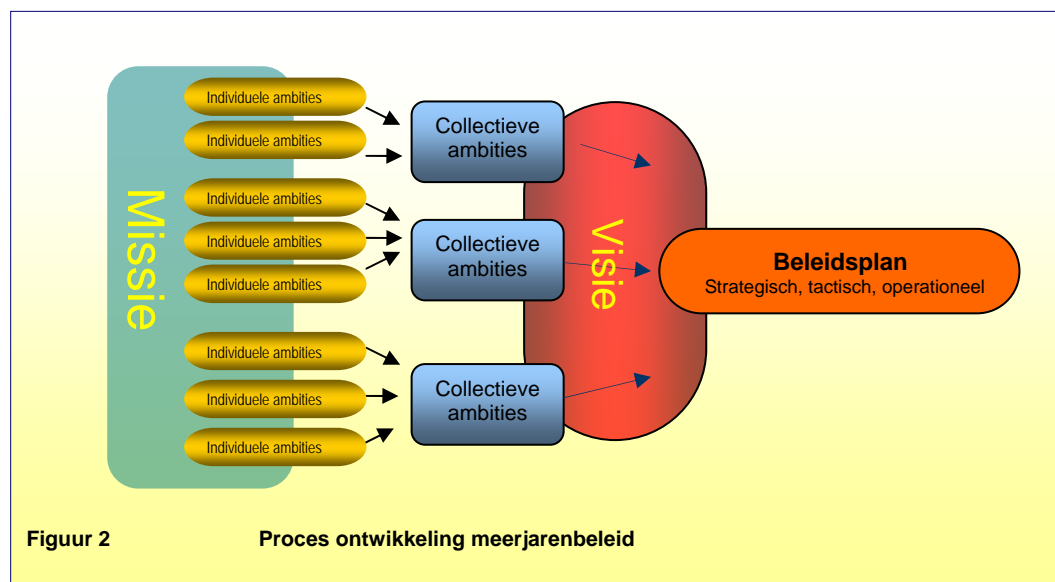 Missie
Individuele ambities
Individuele ambities
Individuele ambities
Individuele ambities
Individuele ambities
Individuele ambities
Individuele ambities
Individuele ambities
Collectieve
ambities
Collectieve
ambities
Collectieve
ambities
Visie
Beleidsplan
Strategisch, tactisch, operationeel
Figuur 2 Proces ontwikkeling meerjarenbeleid